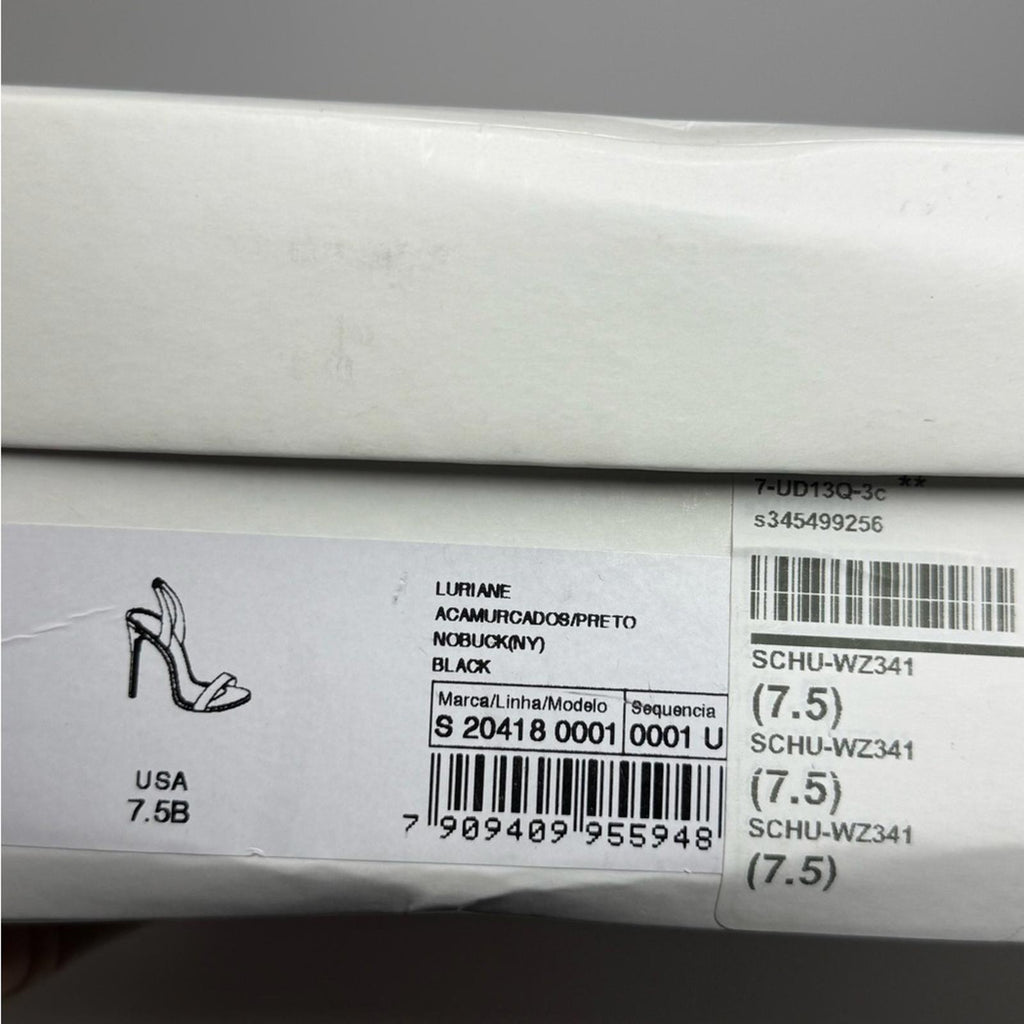 USA
7.5B
LURIANE
ACAMURCADOS/PRETO
NOBUCK(NY)
BLACK
Marca/Linha/Modelo Sequencia
S 20418 0001 0001 U
7 909409 955948
7-UD13Q-3c **
s345499256
SCHU-WZ341
(7.5)
SCHU-WZ341
(7.5)
SCHU-WZ341
(7.5)